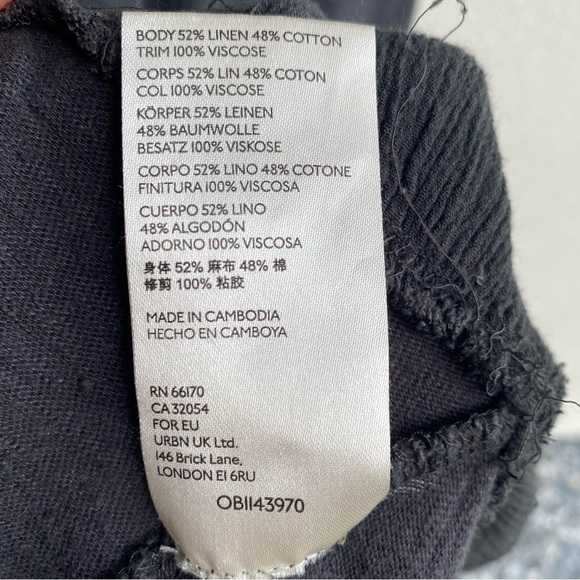 BODY 52% LINEN 48% COTTON
TRIM 100% VISCOSE
CORPS 52% LIN 48% COTON
COL 100% VISCOSE
KÖRPER 52% LEINEN
48% BAUMWOLLE
BESATZ 100% VISKOSE
CORPO 52% LINO 48% COTONE
FINITURA 100% VISCOSA
CUERPO 52% LINO
48% ALGODÓN
ADORNO 100% VISCOSA
身体 52% 麻布 48% 棉
修剪 100% 粘胶
MADE IN CAMBODIA
HECHO EN CAMBOYA
RN 66170
CA 32054
FOR EU
URBN UK Ltd.
146 Brick Lane,
LONDON E1 6RU
OB1143970